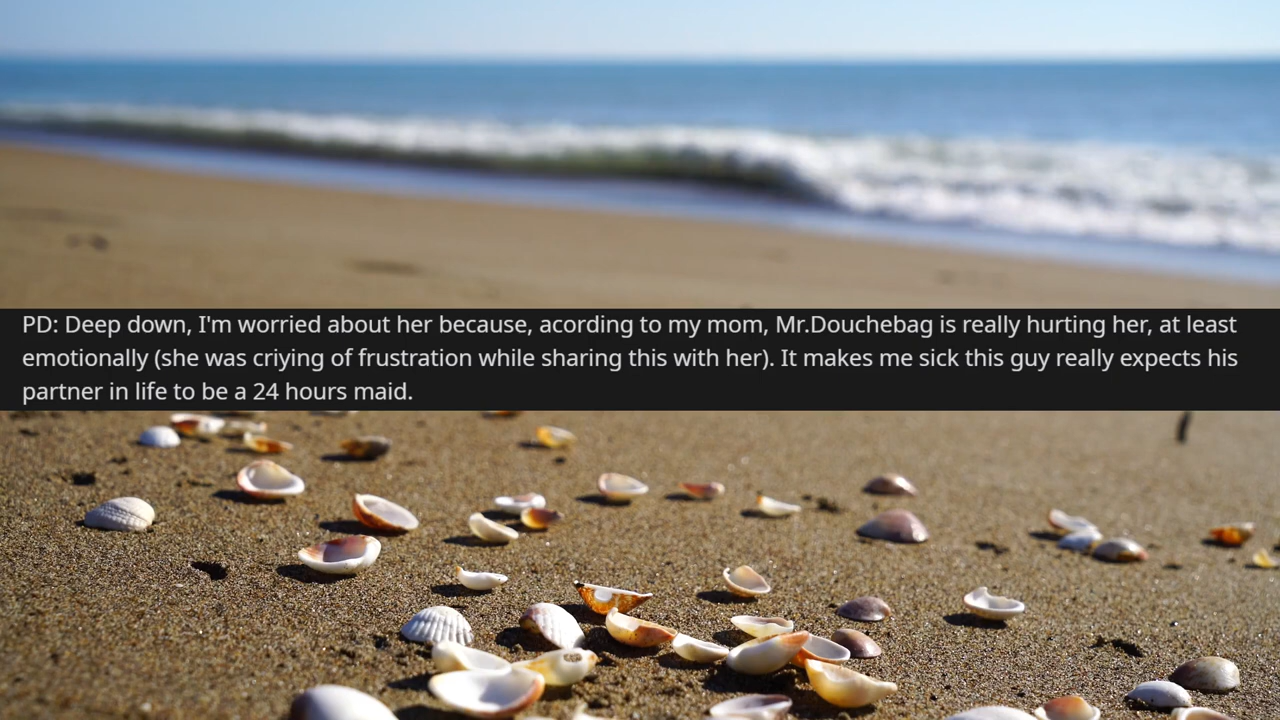 PD: Deep down, I'm worried about her because, acording to my mom, Mr.Douchebag is really hurting her, at least
emotionally (she was criying of frustration while sharing this with her). It makes me sick this guy really expects his
partner in life to be a 24 hours maid.